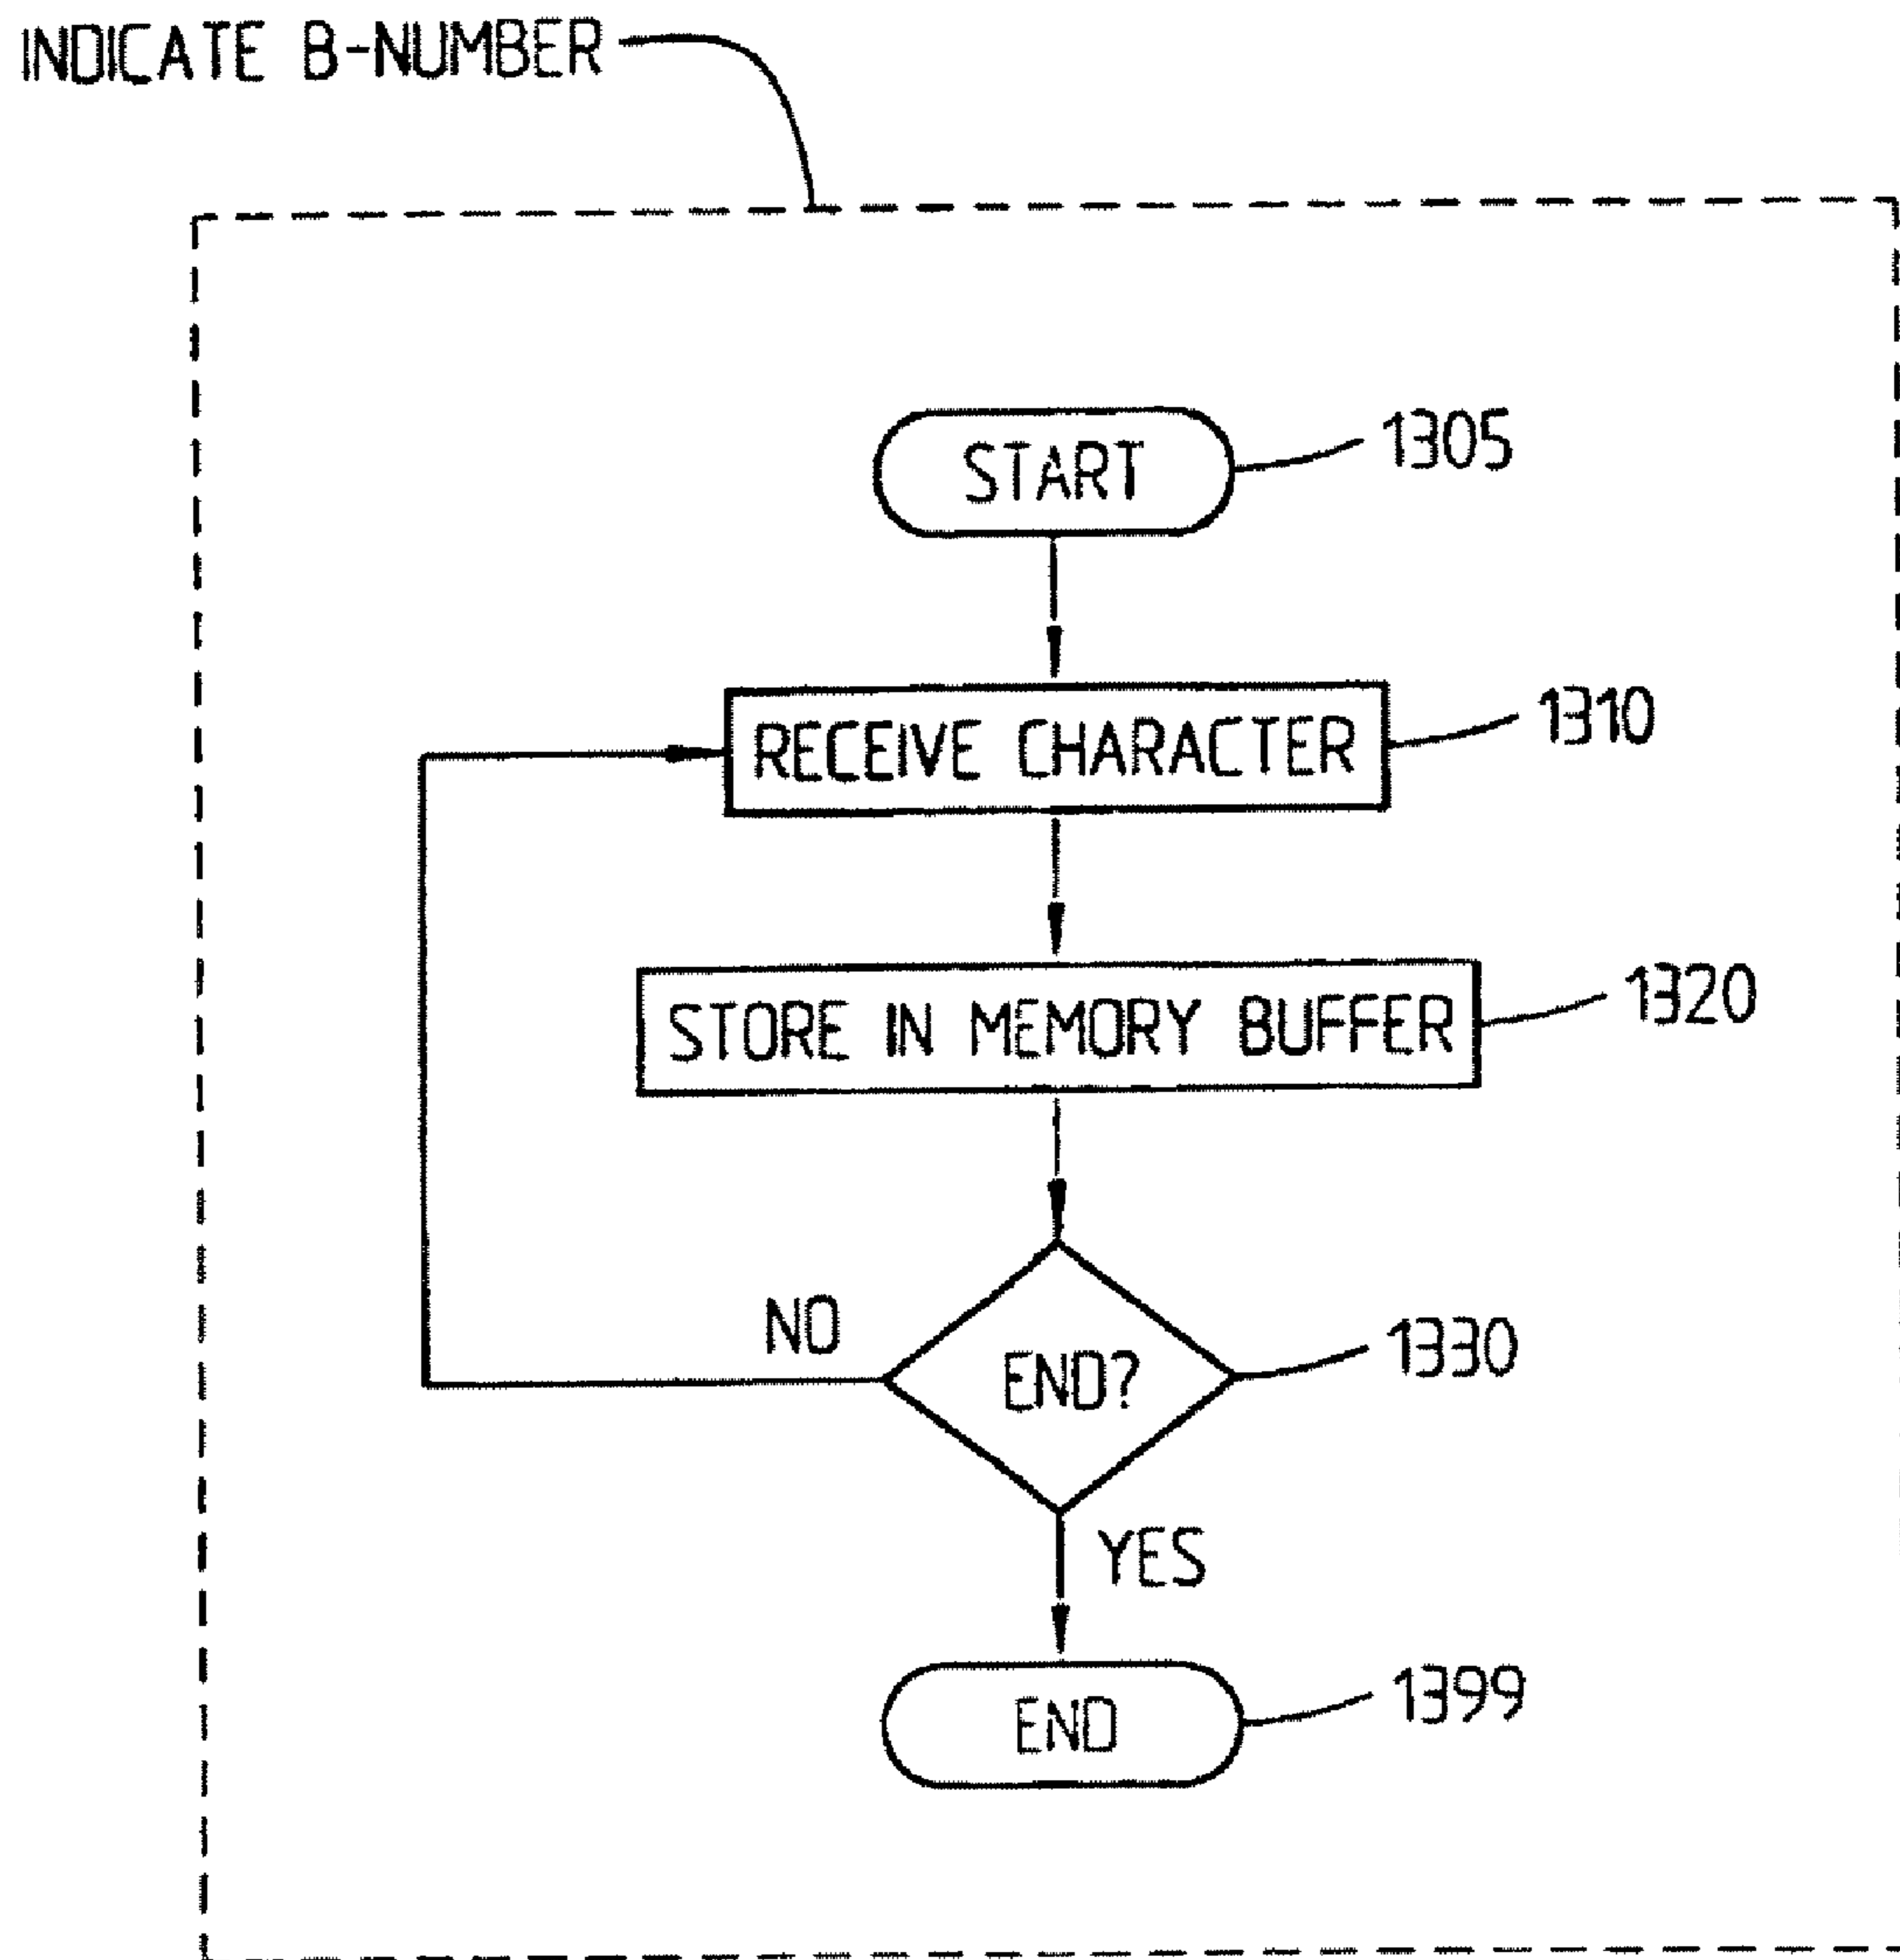 INDICATE B-NUMBER
START
1305
RECEIVE CHARACTER
1310
STORE IN MEMORY BUFFER
1320
NO
END?
1330
YES
END
1399